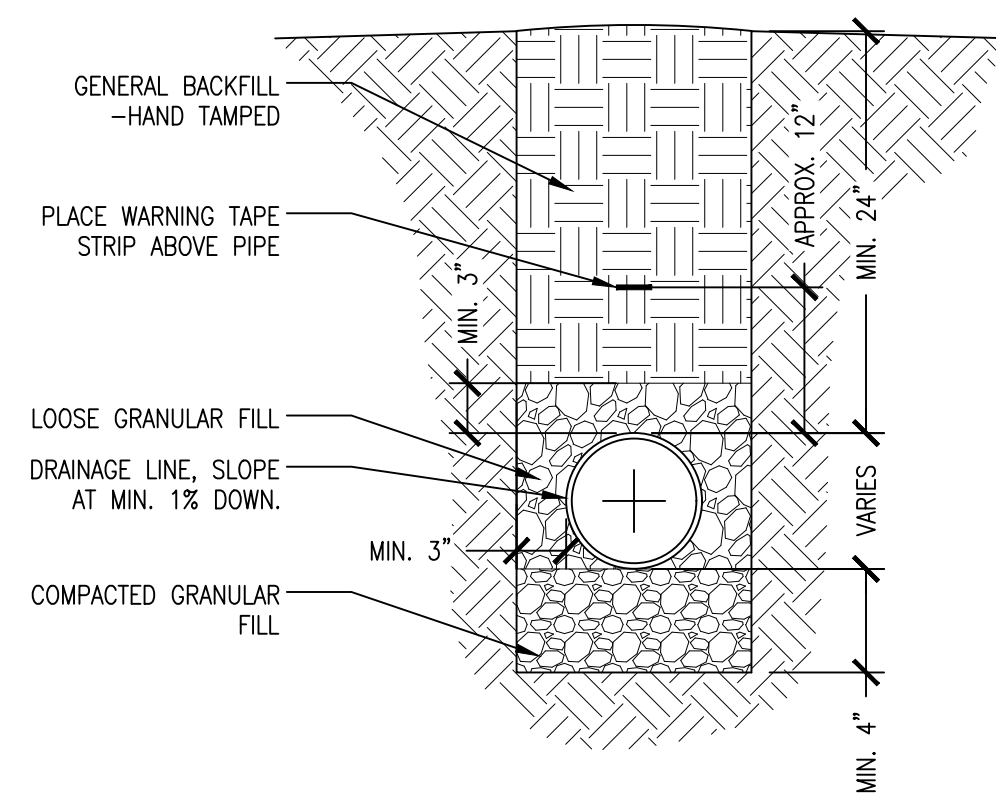 GENERAL BACKFILL
-HAND TAMPED
PLACE WARNING TAPE
STRIP ABOVE PIPE
MIN. 3"
LOOSE GRANULAR FILL
DRAINAGE LINE, SLOPE
AT MIN. 1% DOWN.
MIN. 3"
COMPACTED GRANULAR
FILL
APPROX. 12"
MIN. 24"
VARIES
MIN. 4"